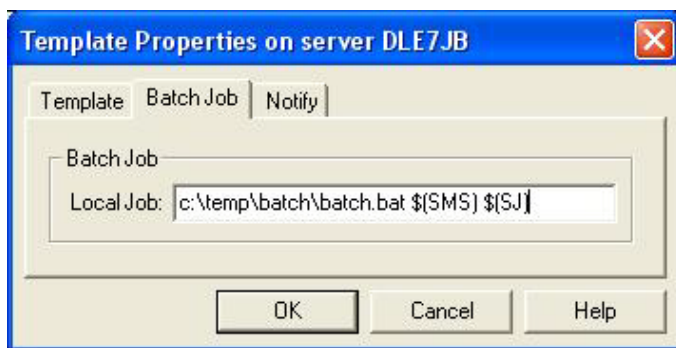 Template Properties on server DLE7JB
Template Batch Job Notify
Batch Job
Local Job: c:\temp\batch\batch.bat $(SMS) $(SJ)
OK Cancel Help